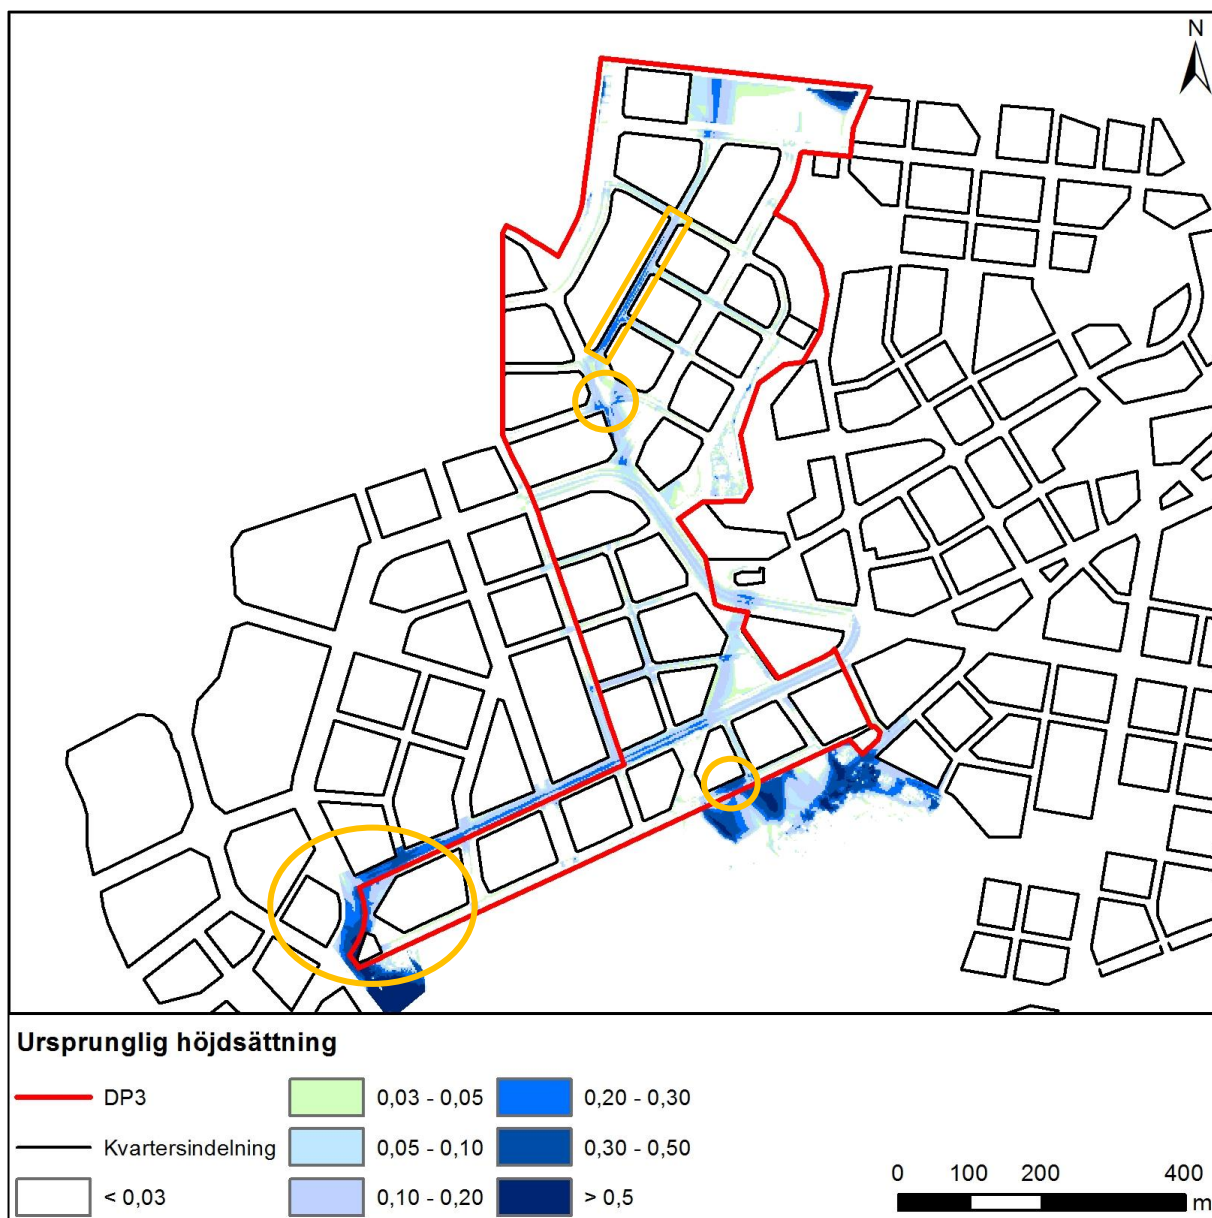 N
Ursprunglig höjdsättning
DP3
Kvartersindelning
< 0,03
0,03 - 0,05
0,05 - 0,10
0,10 - 0,20
0,20 - 0,30
0,30 - 0,50
> 0,5
0 100 200 400
m